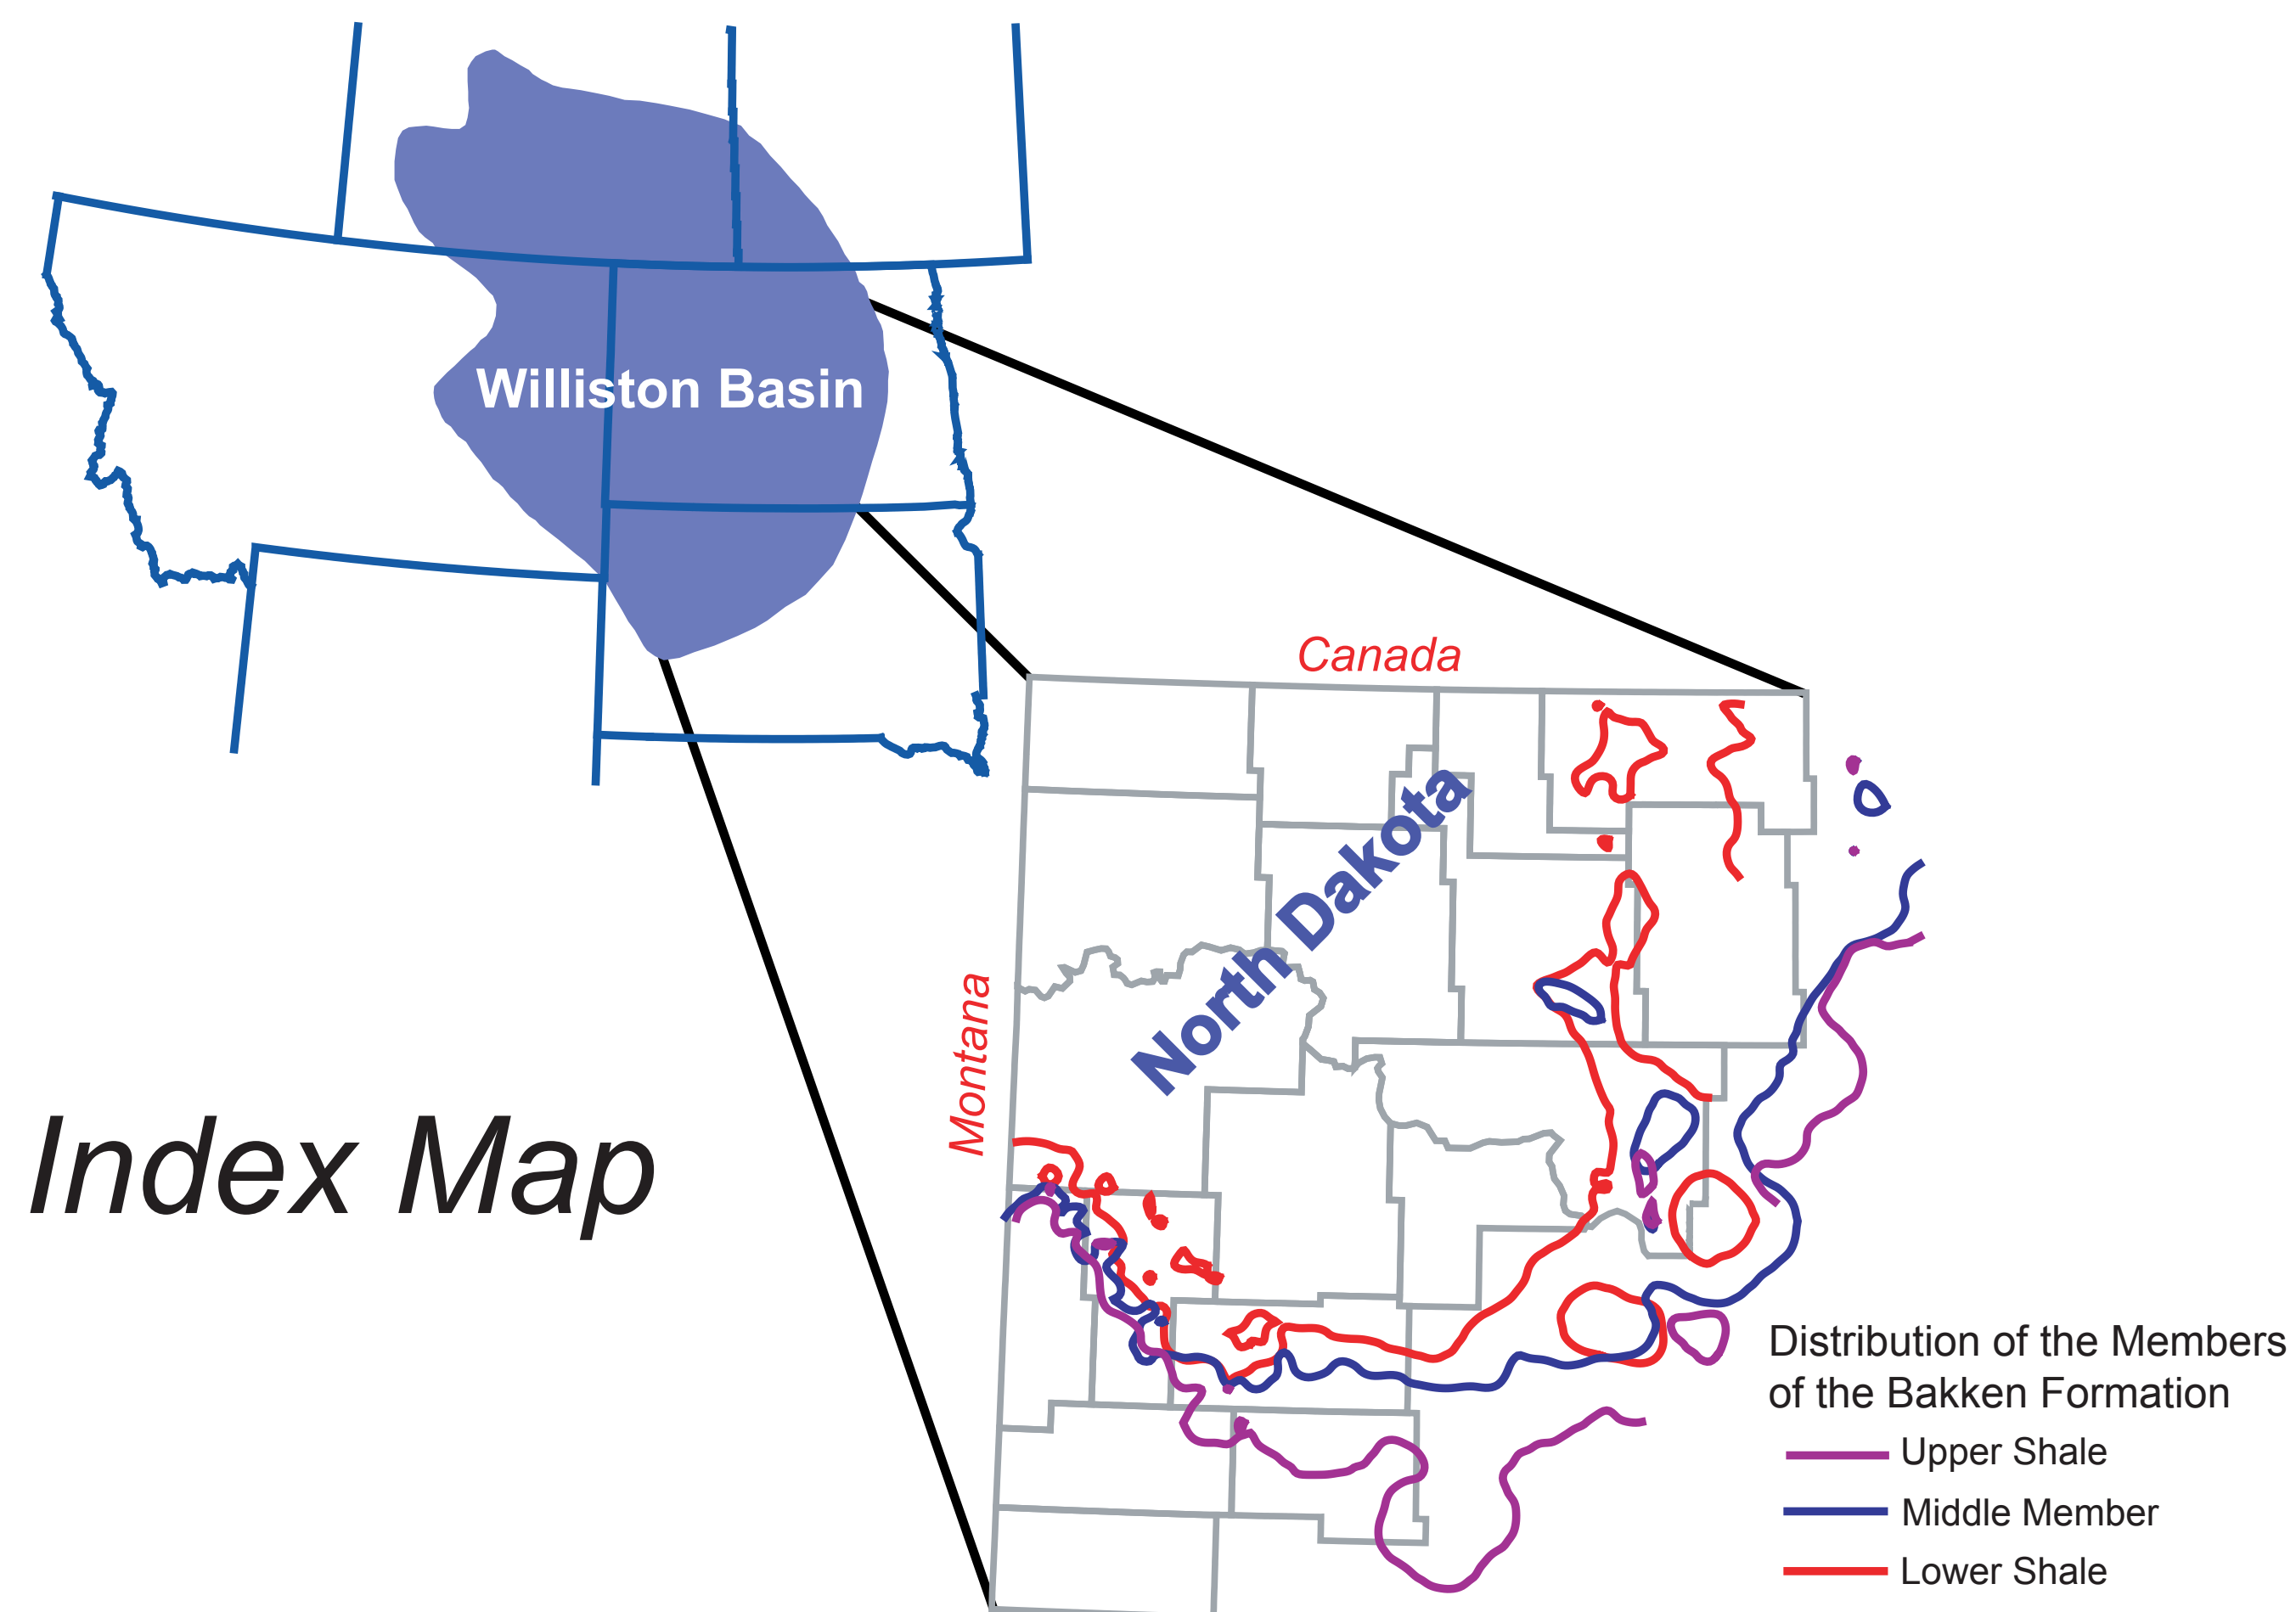 Williston Basin
Canada
North Dakota
Montana
Index Map
Distribution of the Members
of the Bakken Formation
Upper Shale
Middle Member
Lower Shale